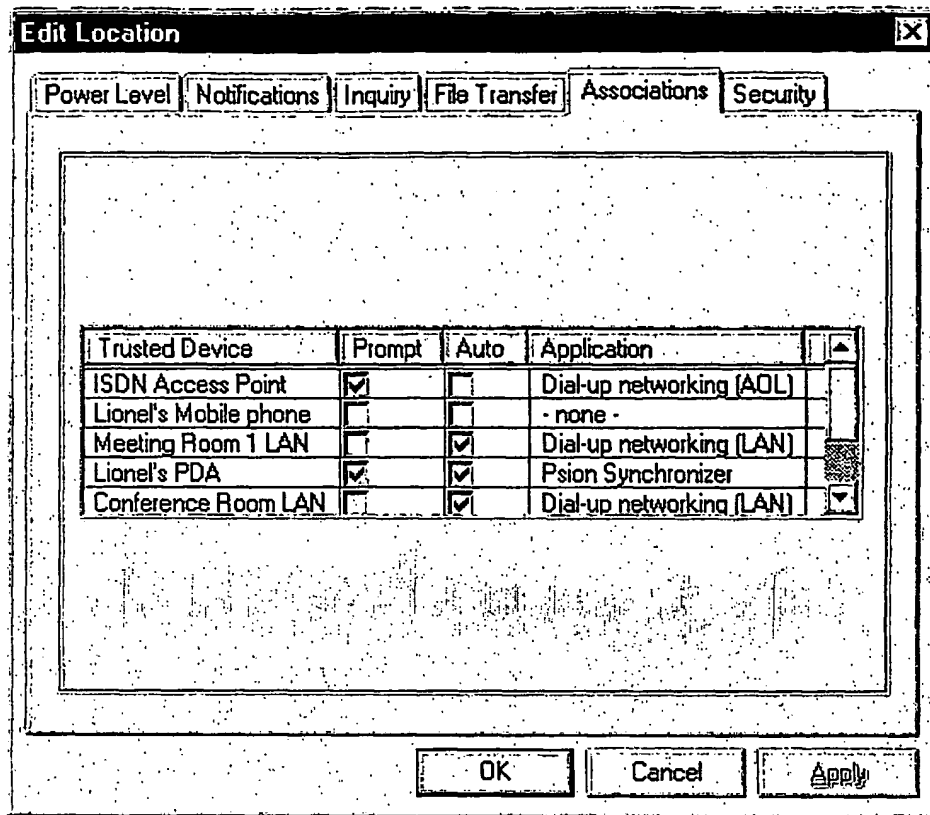 Edit Location
Power Level Notifications Inquiry File Transfer Associations Security
Trusted Device Prompt Auto Application
ISDN Access Point Dial-up networking (AOL)
Lionel's Mobile phone - none -
Meeting Room 1 LAN Dial-up networking (LAN)
Lionel's PDA Psion Synchronizer
Conference Room LAN Dial-up networking (LAN)
OK Cancel Apply